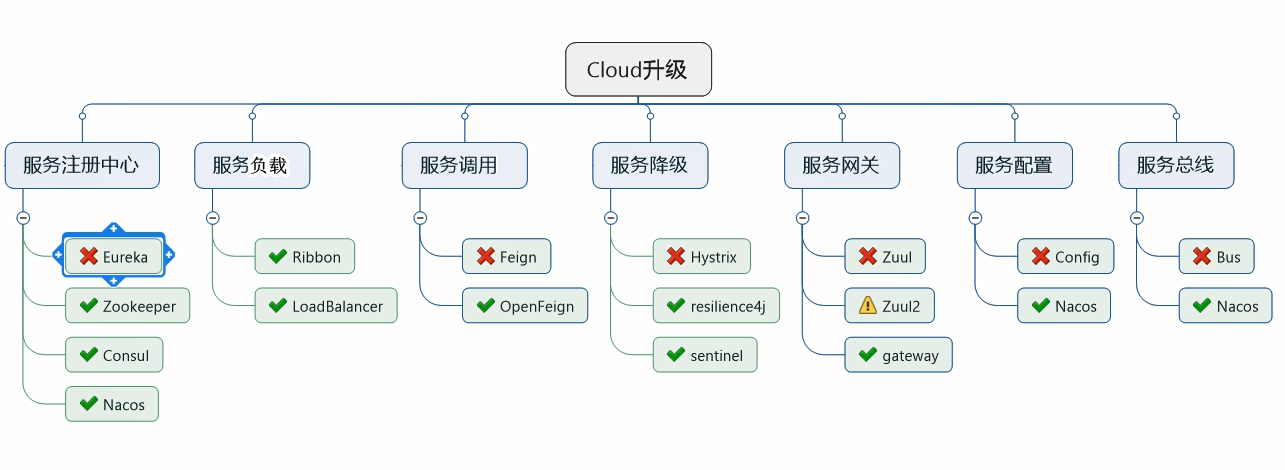 Cloud升级
服务注册中心
服务负载
服务调用
服务降级
服务网关
服务配置
服务总线
Eureka
Ribbon
Feign
Hystrix
Zuul
Config
Bus
Zookeeper
LoadBalancer
OpenFeign
resilience4j
Zuul2
Nacos
Nacos
Consul
sentinel
gateway
Nacos